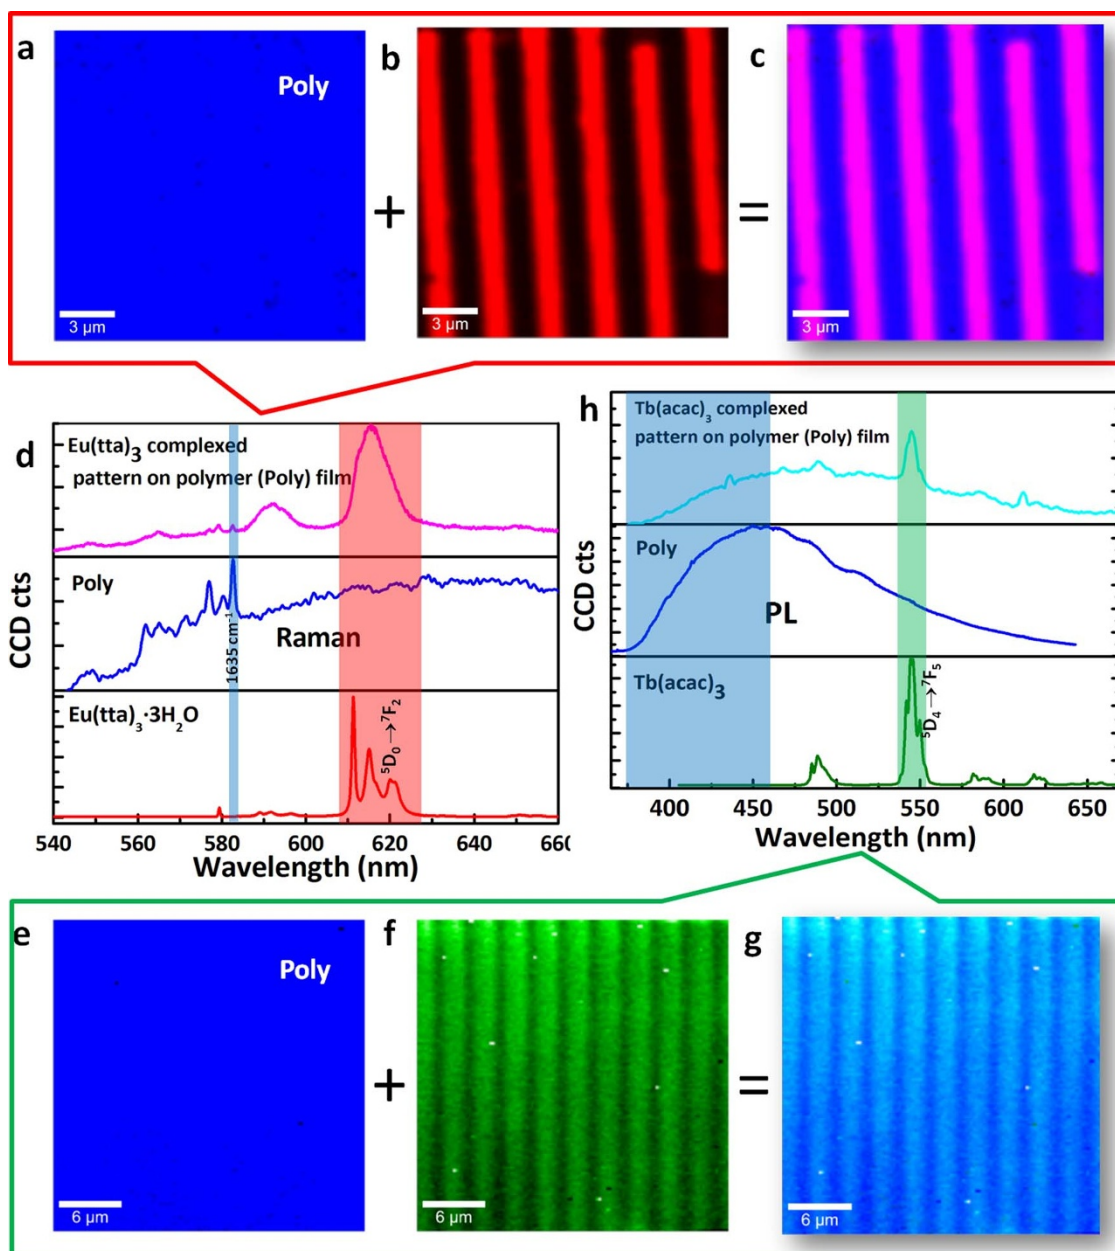 a
Poly
3 µm
+
b
3 µm
=
c
3 µm
d
Eu(tta)₃ complexed
pattern on polymer (Poly) film
Poly
Raman
1635 cm⁻¹
Eu(tta)₃·3H₂O
⁵D₀→⁷F₂
CCD cts
540 560 580 600 620 640 660
Wavelength (nm)
h
Tb(acac)₃ complexed
pattern on polymer (Poly) film
Poly
PL
Tb(acac)₃
⁵D₄→⁷F₅
CCD cts
400 450 500 550 600 650
Wavelength (nm)
e
Poly
6 µm
+
f
6 µm
=
g
6 µm